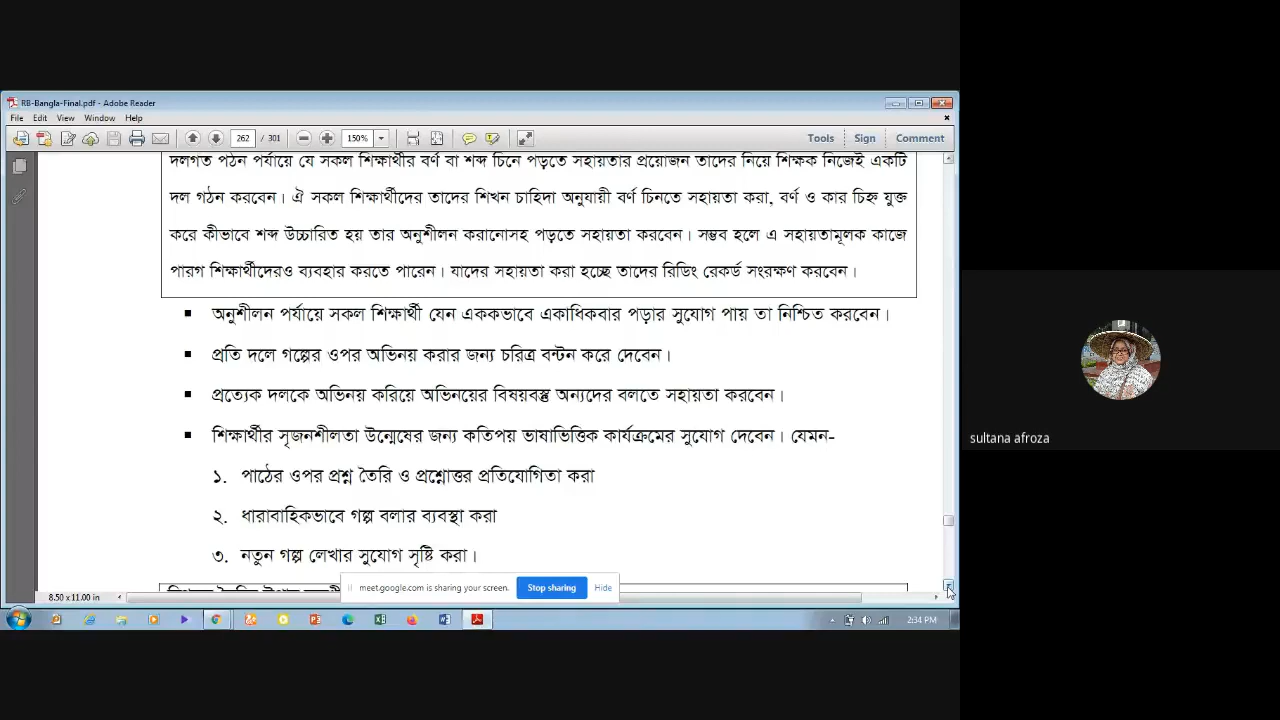 RB-Bangla-Final.pdf - Adobe Reader
File Edit View Window Help
262 / 301 150% Tools Sign Comment
দলগত পঠন পর্যায়ে যে সকল শিক্ষার্থীর বর্ণ বা শব্দ চিনে পড়তে সহায়তার প্রয়োজন তাদের নিয়ে শিক্ষক নিজেই একটি
দল গঠন করবেন। ঐ সকল শিক্ষার্থীদের তাদের শিখন চাহিদা অনুযায়ী বর্ণ চিনতে সহায়তা করা, বর্ণ ও কার চিহ্ন যুক্ত
করে কীভাবে শব্দ উচ্চারিত হয় তার অনুশীলন করানোসহ পড়তে সহায়তা করবেন। সম্ভব হলে এ সহায়তামূলক কাজে
পারগ শিক্ষার্থীদেরও ব্যবহার করতে পারেন। যাদের সহায়তা করা হচ্ছে তাদের রিডিং রেকর্ড সংরক্ষণ করবেন।
▪ অনুশীলন পর্যায়ে সকল শিক্ষার্থী যেন এককভাবে একাধিকবার পড়ার সুযোগ পায় তা নিশ্চিত করবেন।
▪ প্রতি দলে গল্পের ওপর অভিনয় করার জন্য চরিত্র বন্টন করে দেবেন।
▪ প্রত্যেক দলকে অভিনয় করিয়ে অভিনয়ের বিষয়বস্তু অন্যদের বলতে সহায়তা করবেন।
▪ শিক্ষার্থীর সৃজনশীলতা উন্মেষের জন্য কতিপয় ভাষাভিত্তিক কার্যক্রমের সুযোগ দেবেন। যেমন-
১. পাঠের ওপর প্রশ্ন তৈরি ও প্রশ্নোত্তর প্রতিযোগিতা করা
২. ধারাবাহিকভাবে গল্প বলার ব্যবস্থা করা
৩. নতুন গল্প লেখার সুযোগ সৃষ্টি করা।
meet.google.com is sharing your screen. Stop sharing Hide
8.50 x 11.00 in
2:34 PM
sultana afroza